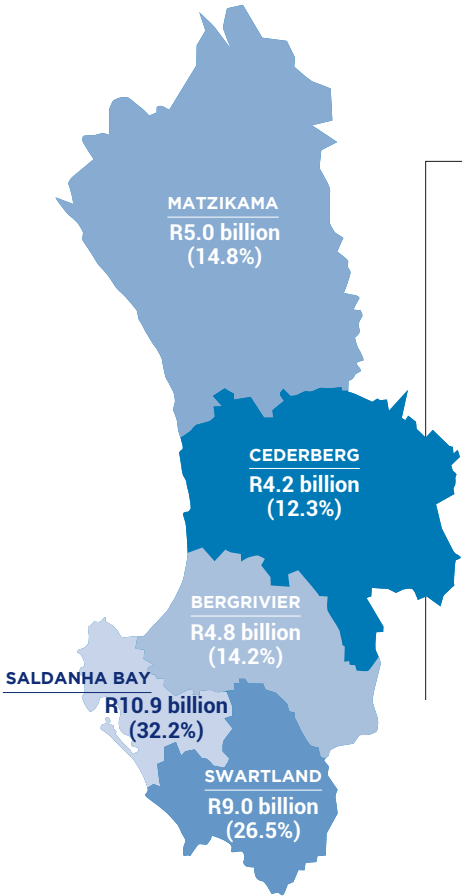 MATZIKAMA
R5.0 billion
(14.8%)
CEDERBERG
R4.2 billion
(12.3%)
BERGRIVIER
R4.8 billion
(14.2%)
SALDANHA BAY
R10.9 billion
(32.2%)
SWARTLAND
R9.0 billion
(26.5%)